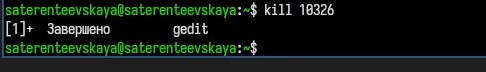 saterenteevskaya@saterenteevskaya:~$ kill 10326
[1]+  Завершено         gedit
saterenteevskaya@saterenteevskaya:~$